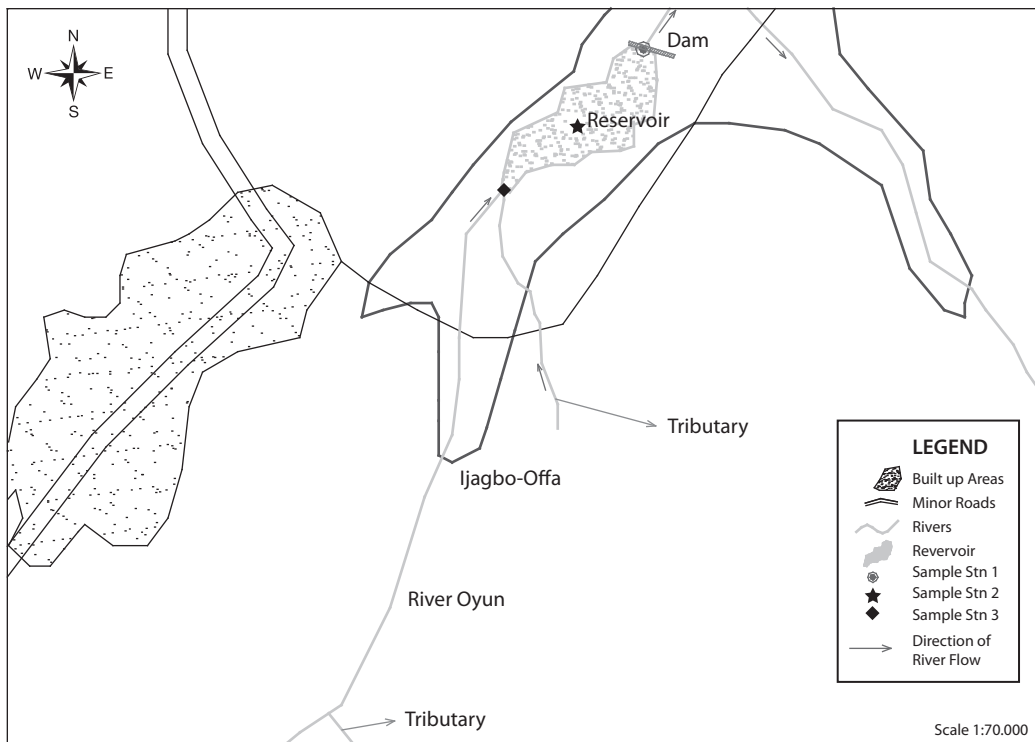 N
W E
S
Dam
Reservoir
Tributary
Ijagbo-Offa
River Oyun
Tributary
LEGEND
Built up Areas
Minor Roads
Rivers
Revervoir
Sample Stn 1
Sample Stn 2
Sample Stn 3
Direction of
River Flow
Scale 1:70.000